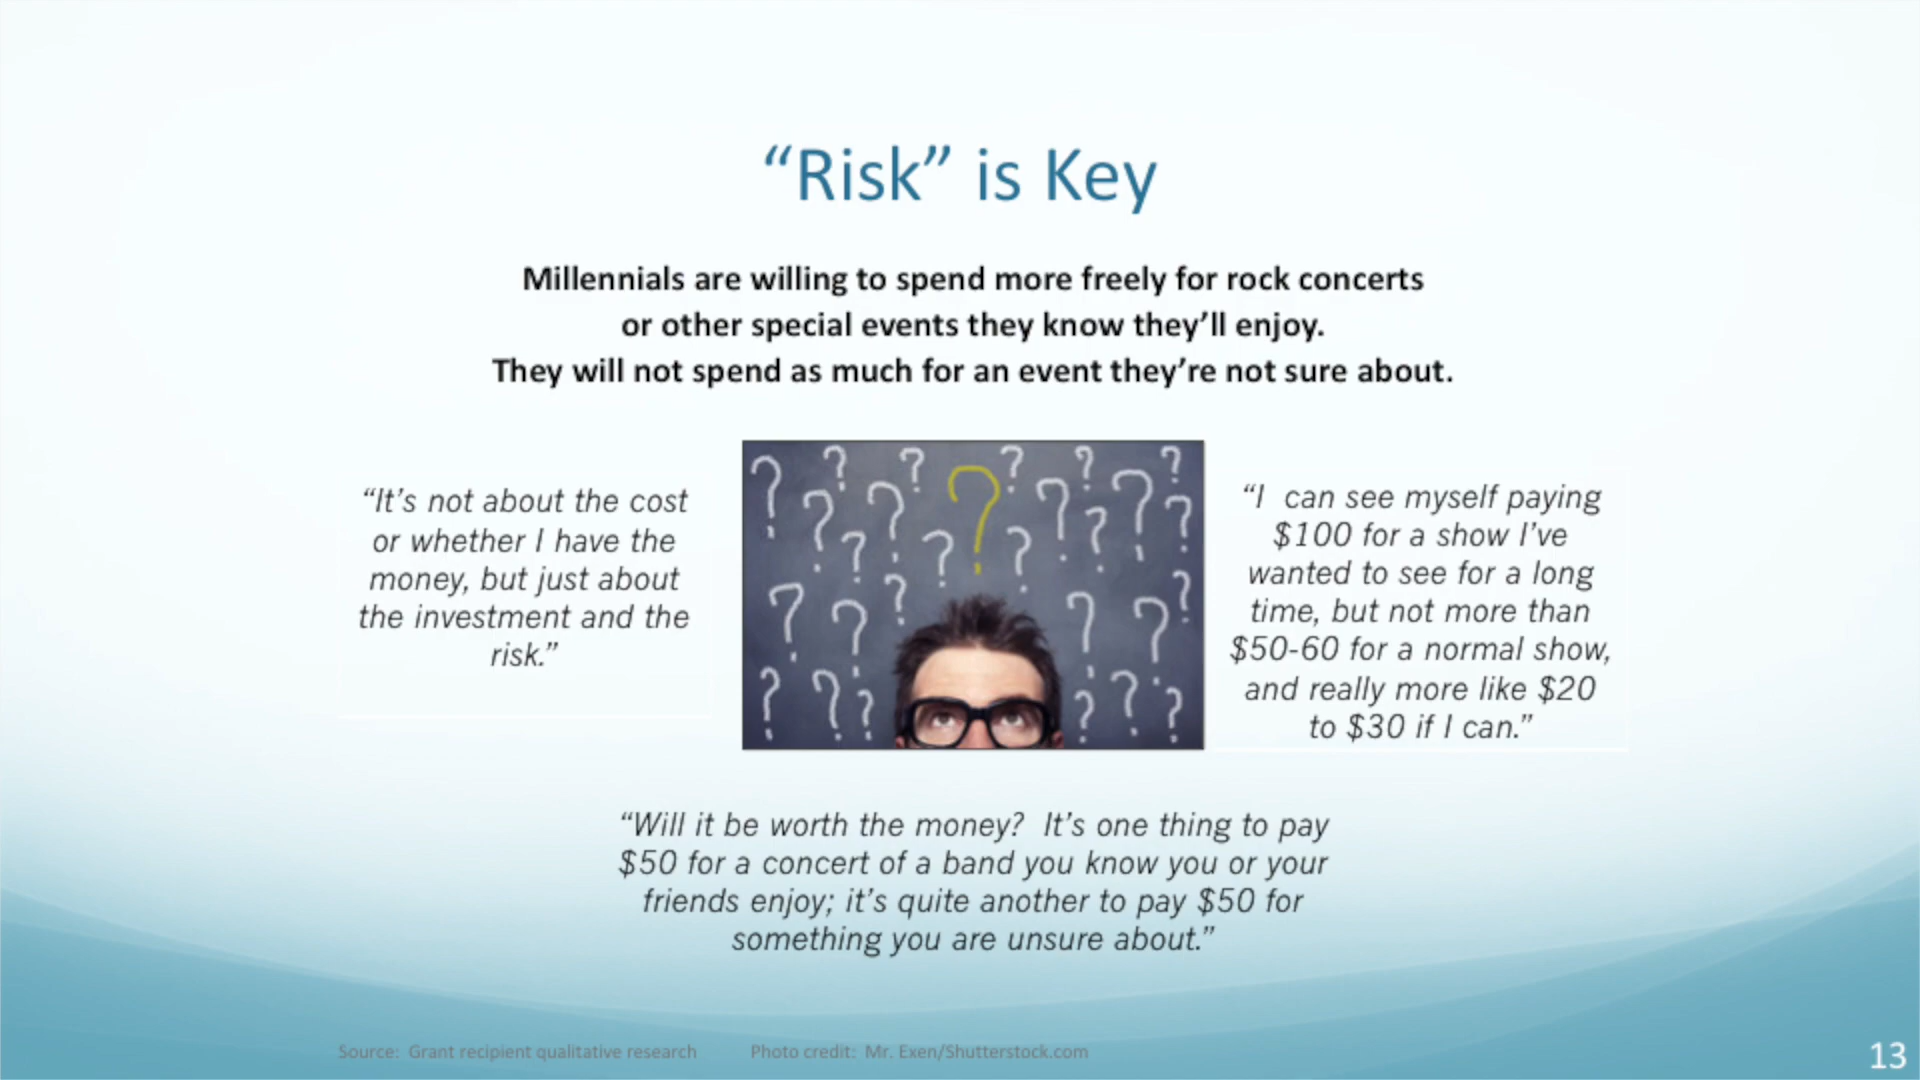 “Risk” is Key
Millennials are willing to spend more freely for rock concerts
or other special events they know they’ll enjoy.
They will not spend as much for an event they’re not sure about.
“It’s not about the cost
or whether I have the
money, but just about
the investment and the
risk.”
“I  can see myself paying
$100 for a show I’ve
wanted to see for a long
time, but not more than
$50-60 for a normal show,
and really more like $20
to $30 if I can.”
“Will it be worth the money?  It’s one thing to pay
$50 for a concert of a band you know you or your
friends enjoy; it’s quite another to pay $50 for
something you are unsure about.”
Source:  Grant recipient qualitative research
Photo credit:  Mr. Exen/Shutterstock.com
13